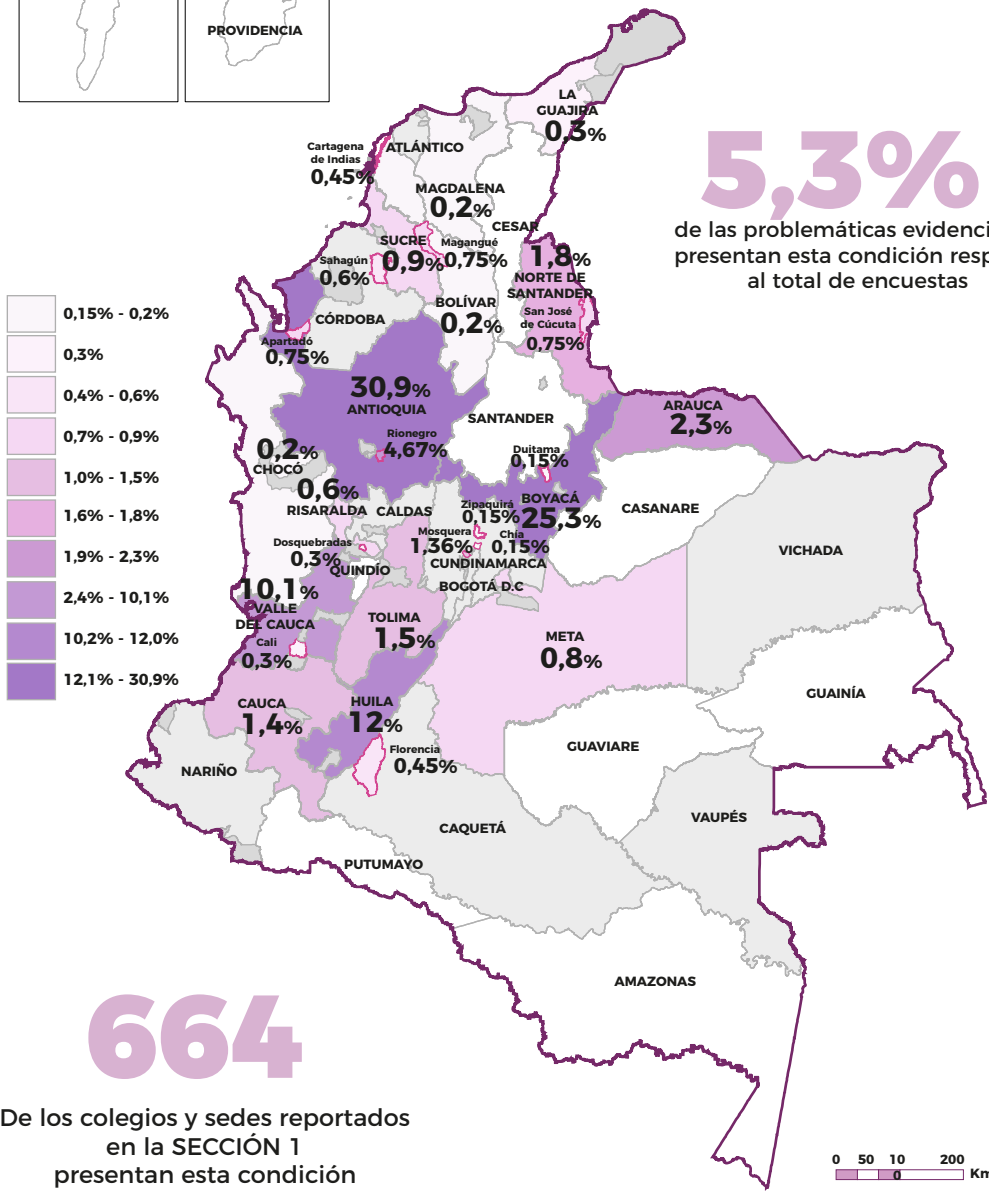 PROVIDENCIA
LA
GUAJIRA
0,3%
ATLÁNTICO
Cartagena
de Indias
0,45%
MAGDALENA
0,2%
5,3%
de las problemáticas
presentan esta condición
al total de encuestas
CESAR
SUCRE
0,9%
Magangué
0,75%
1,8%
NORTE DE
SANTANDER
Sahagún
0,6%
San José
de Cúcuta
0,75%
BOLÍVAR
0,2%
CÓRDOBA
Apartadó
0,75%
0,15% - 0,2%
0,3%
0,4% - 0,6%
0,7% - 0,9%
1,0% - 1,5%
1,6% - 1,8%
1,9% - 2,3%
2,4% - 10,1%
10,2% - 12,0%
12,1% - 30,9%
30,9%
ANTIOQUIA
Rionegro
4,67%
SANTANDER
ARAUCA
2,3%
Duitama
0,15%
0,2%
CHOCÓ
0,6%
RISARALDA
CALDAS
Zipaquirá
0,15%
BOYACÁ
25,3%
CASANARE
Mosquera
1,36%
Chía
0,15%
CUNDINAMARCA
Dosquebradas
0,3%
QUINDÍO
BOGOTÁ D.C
VICHADA
10,1%
VALLE
DEL CAUCA
Cali
0,3%
TOLIMA
1,5%
META
0,8%
GUAINÍA
CAUCA
1,4%
HUILA
12%
Florencia
0,45%
GUAVIARE
NARIÑO
CAQUETÁ
VAUPÉS
PUTUMAYO
AMAZONAS
664
De los colegios y sedes reportados
en la SECCIÓN 1
presentan esta condición
0 50 10
0 200